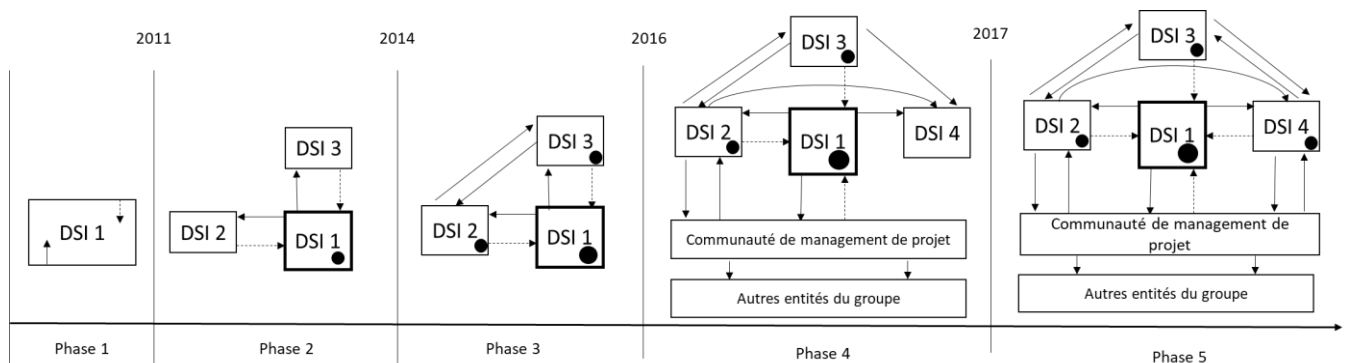 2011
2014
2016
2017
DSI 1
DSI 3
DSI 2
DSI 1
DSI 3
DSI 2
DSI 1
DSI 3
DSI 2
DSI 1
DSI 4
Communauté de management de projet
Autres entités du groupe
DSI 3
DSI 2
DSI 1
DSI 4
Communauté de management de
projet
Autres entités du groupe
Phase 1
Phase 2
Phase 3
Phase 4
Phase 5